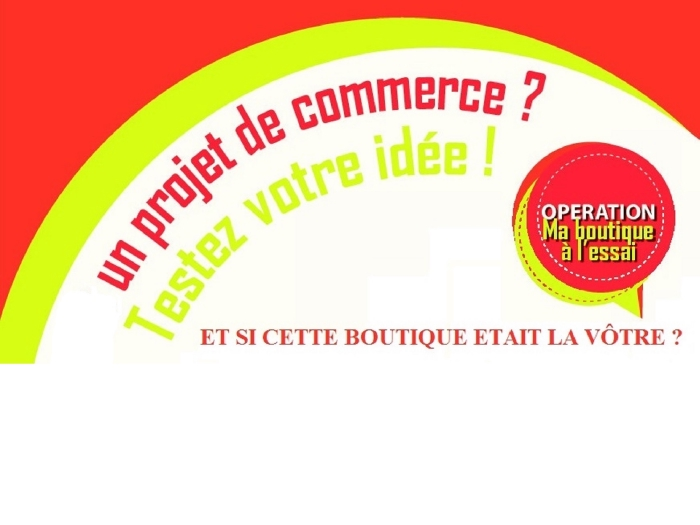 un projet de commerce ?
Testez votre idée !
OPERATION
Ma boutique
à l'essai
ET SI CETTE BOUTIQUE ETAIT LA VÔTRE ?